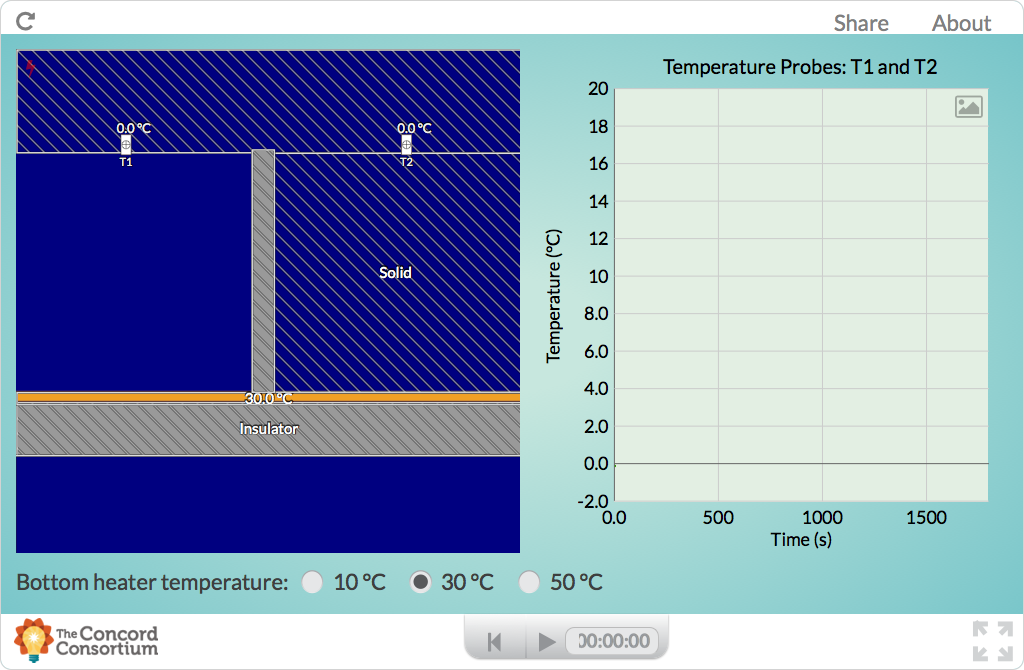 Share About
0.0 °C 0.0 °C
T1 T2
Solid
30.0 °C
Insulator
Temperature Probes: T1 and T2
20
18
16
14
12
10
8.0
6.0
4.0
2.0
0.0
-2.0
Temperature (°C)
0.0 500 1000 1500
Time (s)
Bottom heater temperature: 10 °C 30 °C 50 °C
The Concord
Consortium
00:00:00